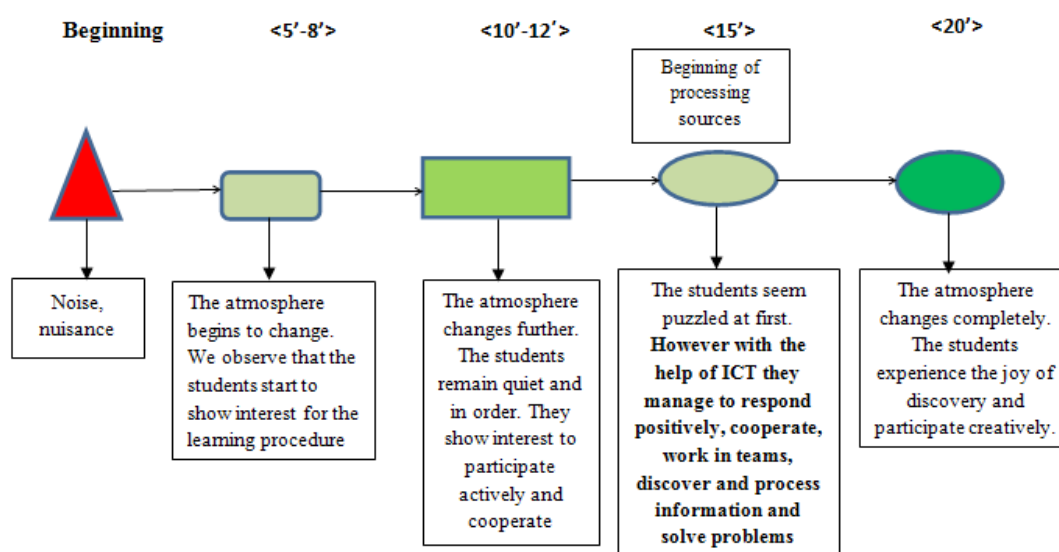 Beginning
<5'-8'>
<10'-12'>
<15'>
<20'>
Beginning of
processing
sources
Noise,
nuisance
The atmosphere
begins to change.
We observe that the
students start to
show interest for the
learning procedure
The atmosphere
changes further.
The students
remain quiet and
in order. They
show interest to
participate
actively and
cooperate
The students seem
puzzled at first.
However with the
help of ICT they
manage to respond
positively, cooperate,
work in teams,
discover and process
information and
solve problems
The atmosphere
changes completely.
The students
experience the joy of
discovery and
participate creatively.